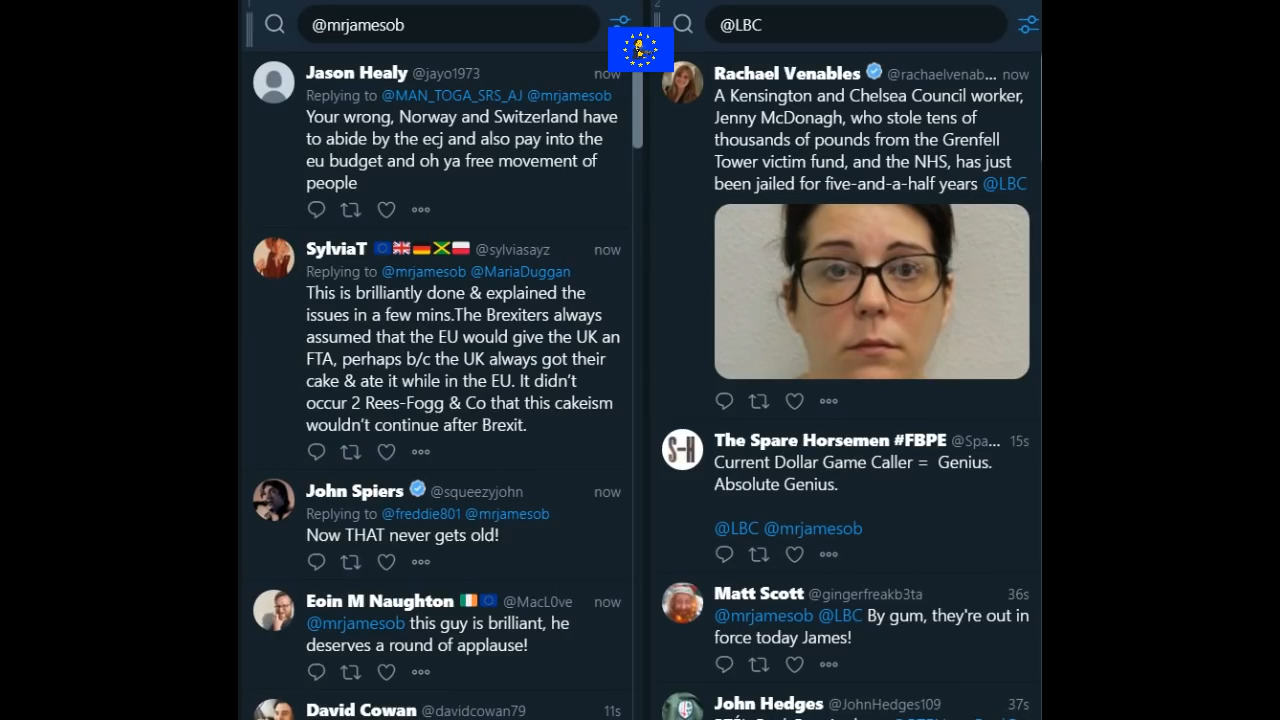 1
@mrjamesob
Jason Healy @jayo1973 now
Replying to @MAN_TOGA_SRS_AJ @mrjamesob
Your wrong, Norway and Switzerland have
to abide by the ecj and also pay into the
eu budget and oh ya free movement of
people
SylviaT @sylviasayz now
Replying to @mrjamesob @MariaDuggan
This is brilliantly done & explained the
issues in a few mins.The Brexiters always
assumed that the EU would give the UK an
FTA, perhaps b/c the UK always got their
cake & ate it while in the EU. It didn't
occur 2 Rees-Fogg & Co that this cakeism
wouldn't continue after Brexit.
John Spiers @squeezyjohn now
Replying to @freddie801 @mrjamesob
Now THAT never gets old!
Eoin M Naughton @MacL0ve now
@mrjamesob this guy is brilliant, he
deserves a round of applause!
David Cowan @davidcowan79 11s
2
@LBC
Rachael Venables @rachaelvenab... now
A Kensington and Chelsea Council worker,
Jenny McDonagh, who stole tens of
thousands of pounds from the Grenfell
Tower victim fund, and the NHS, has just
been jailed for five-and-a-half years @LBC
S-H
The Spare Horsemen #FBPE @Spa... 15s
Current Dollar Game Caller = Genius.
Absolute Genius.
@LBC @mrjamesob
Matt Scott @gingerfreakb3ta 36s
@mrjamesob @LBC By gum, they're out in
force today James!
John Hedges @JohnHedges109 37s